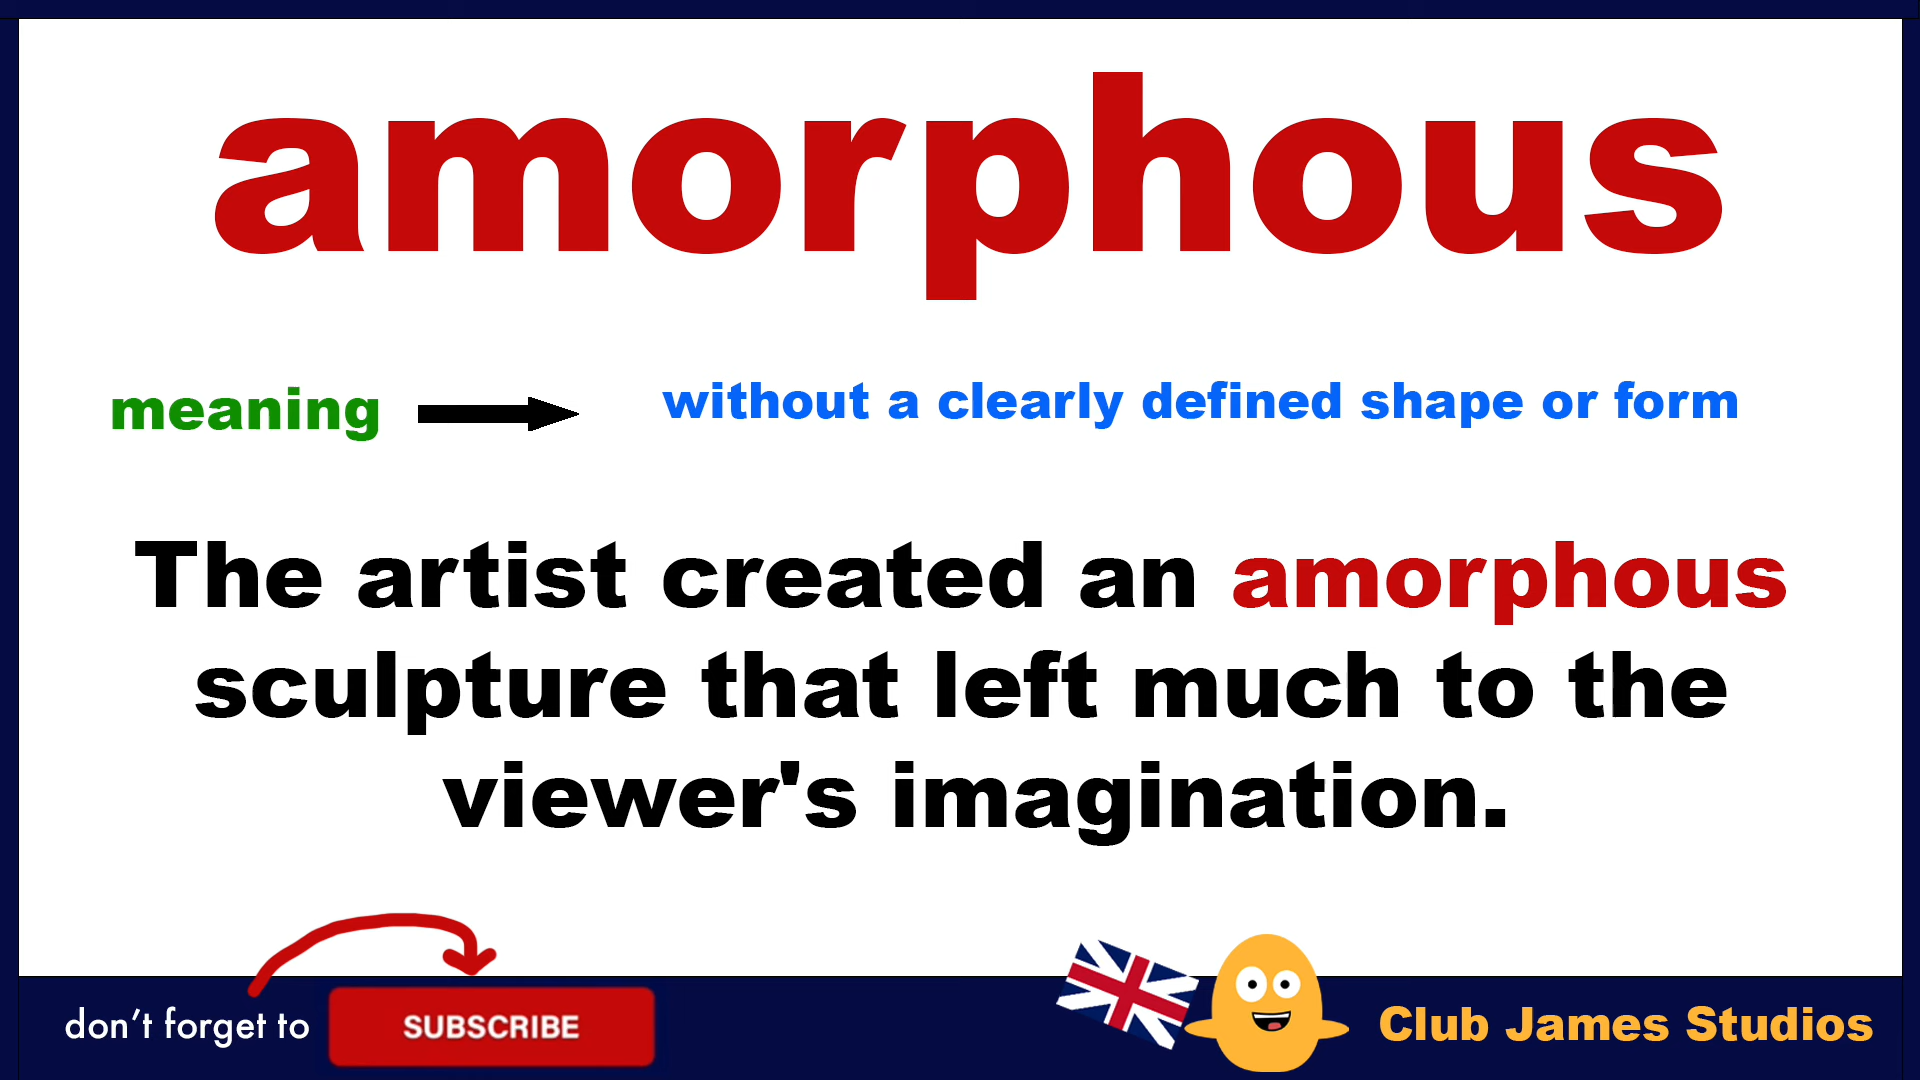 amorphous
meaning
without a clearly defined shape or form
The artist created an amorphous
sculpture that left much to the
viewer's imagination.
don't forget to
SUBSCRIBE
Club James Studios